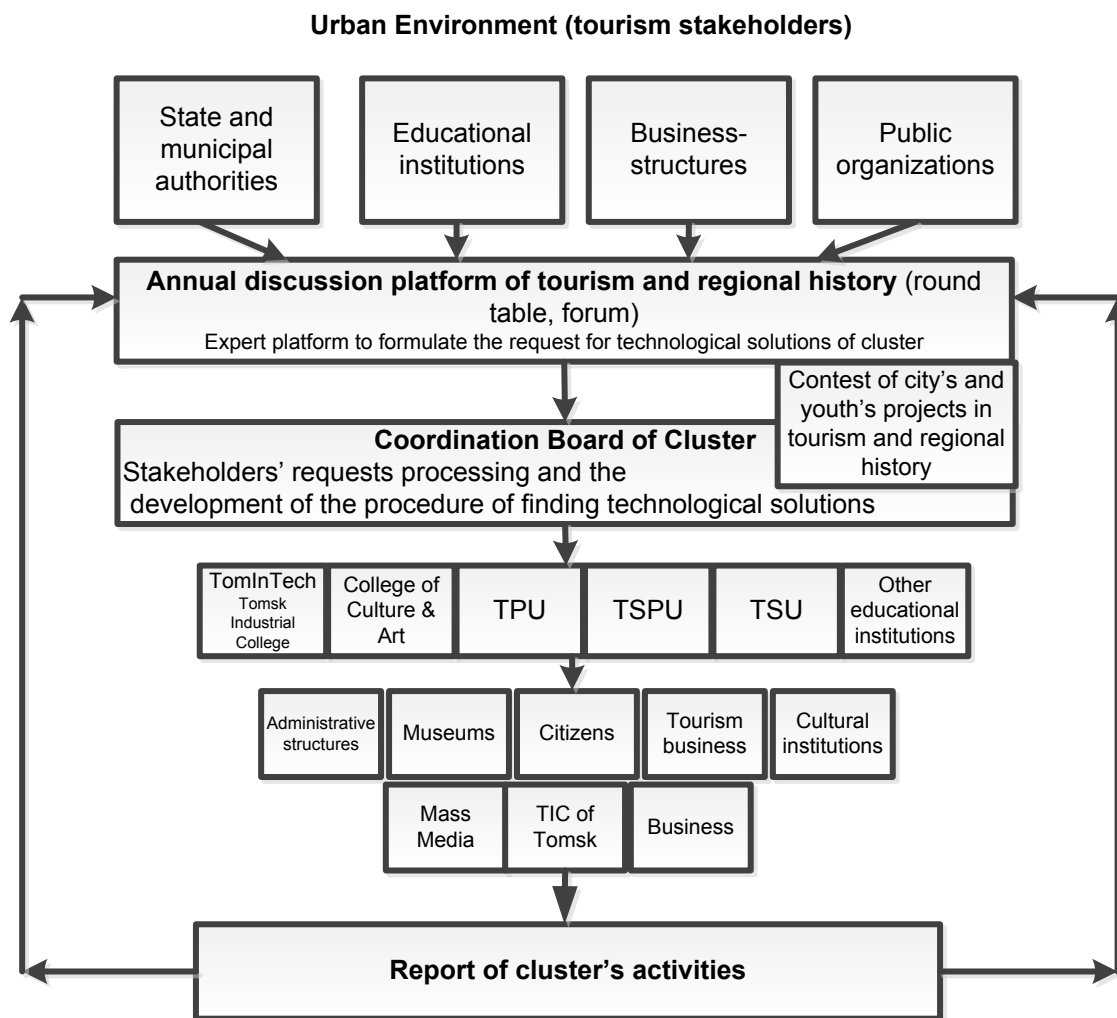 Urban Environment (tourism stakeholders)
State and
municipal
authorities
Educational
institutions
Business-
structures
Public
organizations
Annual discussion platform of tourism and regional history (round
table, forum)
Expert platform to formulate the request for technological solutions of cluster
Contest of city's and
youth's projects in
tourism and regional
history
Coordination Board of Cluster
Stakeholders' requests processing and the
development of the procedure of finding technological solutions
TomInTech
Tomsk
Industrial
College
College of
Culture &
Art
TPU
TSPU
TSU
Other
educational
institutions
Administrative
structures
Museums
Citizens
Tourism
business
Cultural
institutions
Mass
Media
TIC of
Tomsk
Business
Report of cluster's activities